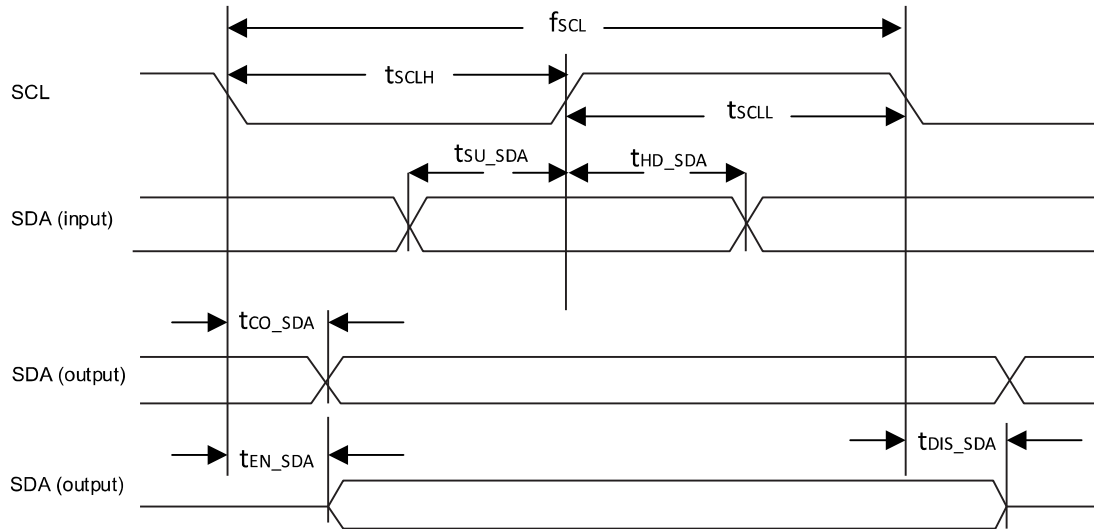 fSCL
SCL
tSCLH
tSCLL
tSU_SDA
tHD_SDA
SDA (input)
tCO_SDA
SDA (output)
tEN_SDA
tDIS_SDA
SDA (output)